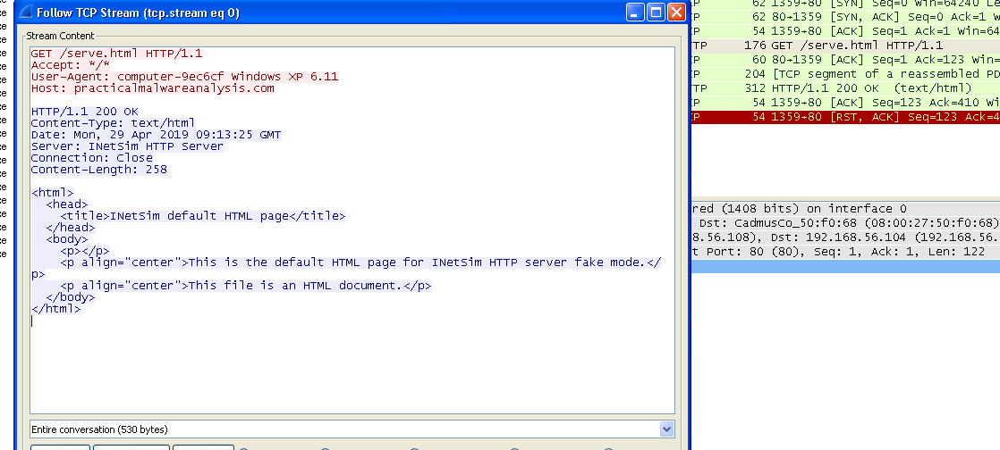 Follow TCP Stream (tcp.stream eq 0)
Stream Content
GET /serve.html HTTP/1.1
Accept: */*
User-Agent: computer-9ec6cf Windows XP 6.11
Host: practicalmalwareanalysis.com
HTTP/1.1 200 OK
Content-Type: text/html
Date: Mon, 29 Apr 2019 09:13:25 GMT
Server: INetSim HTTP Server
Connection: Close
Content-Length: 258
<html>
<head>
<title>INetSim default HTML page</title>
</head>
<body>
<p></p>
<p align="center">This is the default HTML page for INetSim HTTP server fake mode.</
p>
<p align="center">This file is an HTML document.</p>
</body>
</html>
Entire conversation (530 bytes)
62 1359→80 [SYN] Seq=0 Win=64240 Le
62 80→1359 [SYN, ACK] Seq=0 Ack=1 W
54 1359→80 [ACK] Seq=1 Ack=1 Win=64
TP 176 GET /serve.html HTTP/1.1
60 80→1359 [ACK] Seq=1 Ack=123 Win=
204 [TCP segment of a reassembled PD
TP 312 HTTP/1.1 200 OK (text/html)
54 1359→80 [ACK] Seq=123 Ack=410 Wi
54 1359→80 [RST, ACK] Seq=123 Ack=4
red (1408 bits) on interface 0
Dst: CadmusCo_50:f0:68 (08:00:27:50:f0:68)
8.56.108), Dst: 192.168.56.104 (192.168.56.
t Port: 80 (80), Seq: 1, Ack: 1, Len: 122